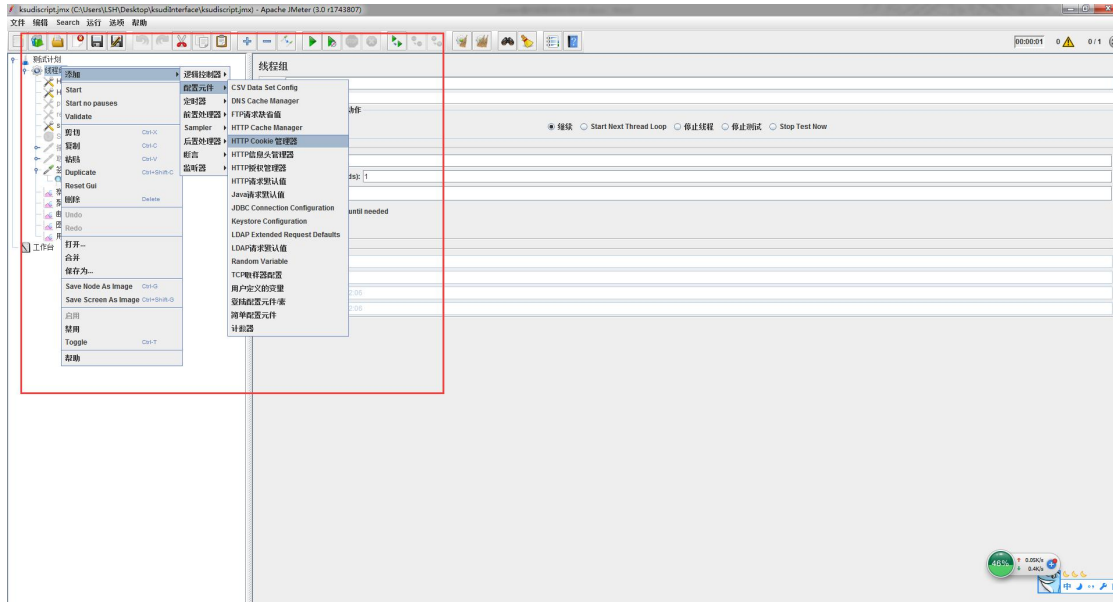 ksudiscript.jmx (C:\Users\LSH\Desktop\ksudiInterface\ksudiscript.jmx) - Apache JMeter (3.0 r1743807)
文件 编辑 Search 运行 选项 帮助
00:00:01 0 0/1
测试计划
线程组
添加
Start
Start no pauses
Validate
剪切 Ctrl-X
复制 Ctrl-C
粘贴 Ctrl-V
Duplicate Ctrl+Shift-C
Reset Gui
删除 Delete
Undo
Redo
打开...
合并
保存为...
Save Node As Image Ctrl-G
Save Screen As Image Ctrl+Shift-G
启用
禁用
Toggle Ctrl-T
帮助
工作台
逻辑控制器
配置元件
定时器
前置处理器
Sampler
后置处理器
断言
监听器
CSV Data Set Config
DNS Cache Manager
FTP请求缺省值
HTTP Cache Manager
HTTP Cookie 管理器
HTTP信息头管理器
HTTP授权管理器
HTTP请求默认值
Java请求默认值
JDBC Connection Configuration
Keystore Configuration
LDAP Extended Request Defaults
LDAP请求默认值
Random Variable
TCP取样器配置
用户定义的变量
登陆配置元件/素
简单配置元件
计数器
线程组
动作
继续 Start Next Thread Loop 停止线程 停止测试 Stop Test Now
ds): 1
until needed
2:06
2:06
46%
0.05K/s
0.4K/s
中